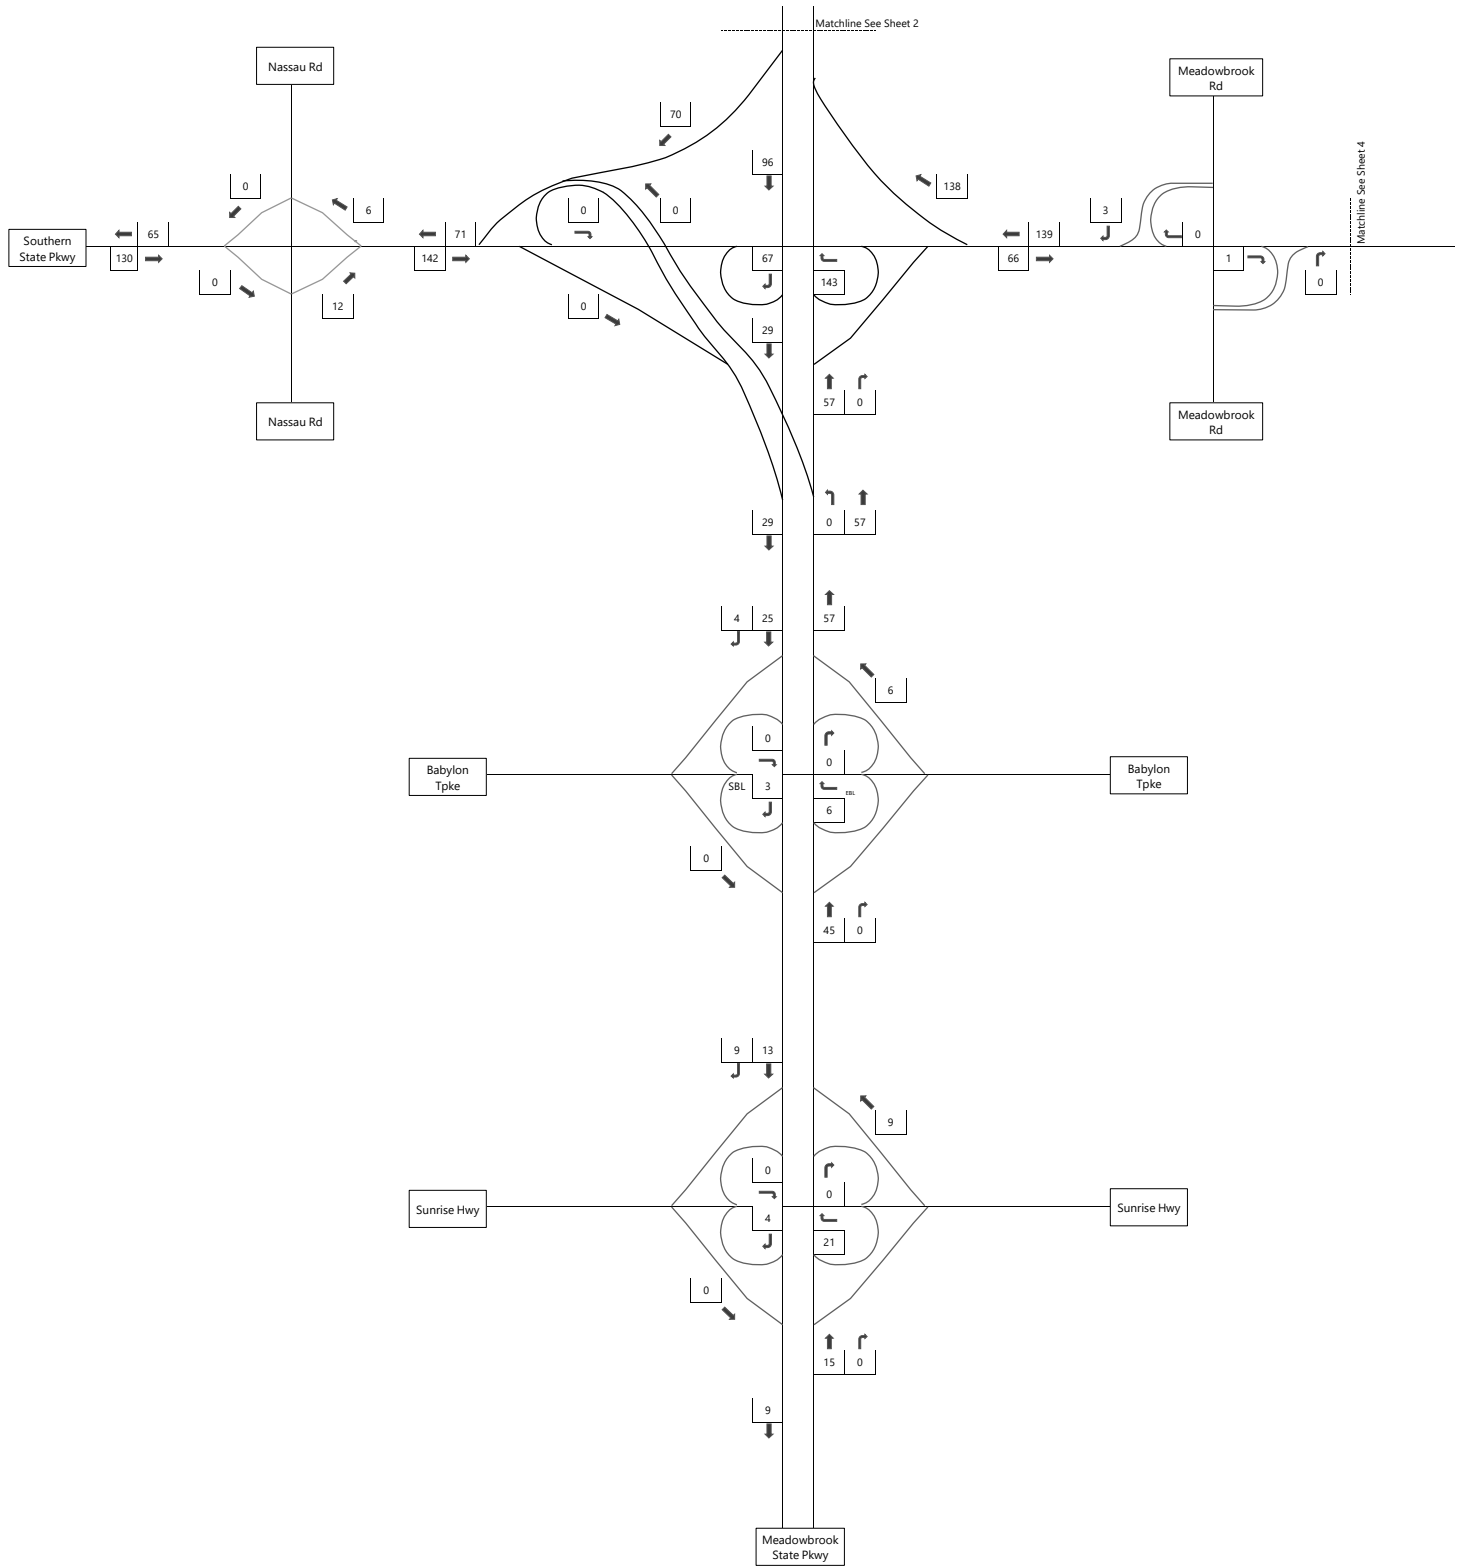 Matchline See Sheet 2
Nassau Rd
Meadowbrook
Rd
70
Matchline See Sheet 4
96
0
6
0
0
138
3
Southern
State Pkwy
65
130
71
142
67
143
139
66
0
1
0
0
12
0
29
0
57
0
Nassau Rd
Meadowbrook
Rd
29
0
57
4
25
57
6
0
0
Babylon
Tpke
SBL
3
EBL
6
Babylon
Tpke
0
45
0
9
13
9
0
0
Sunrise Hwy
4
21
Sunrise Hwy
0
15
0
9
Meadowbrook
State Pkwy